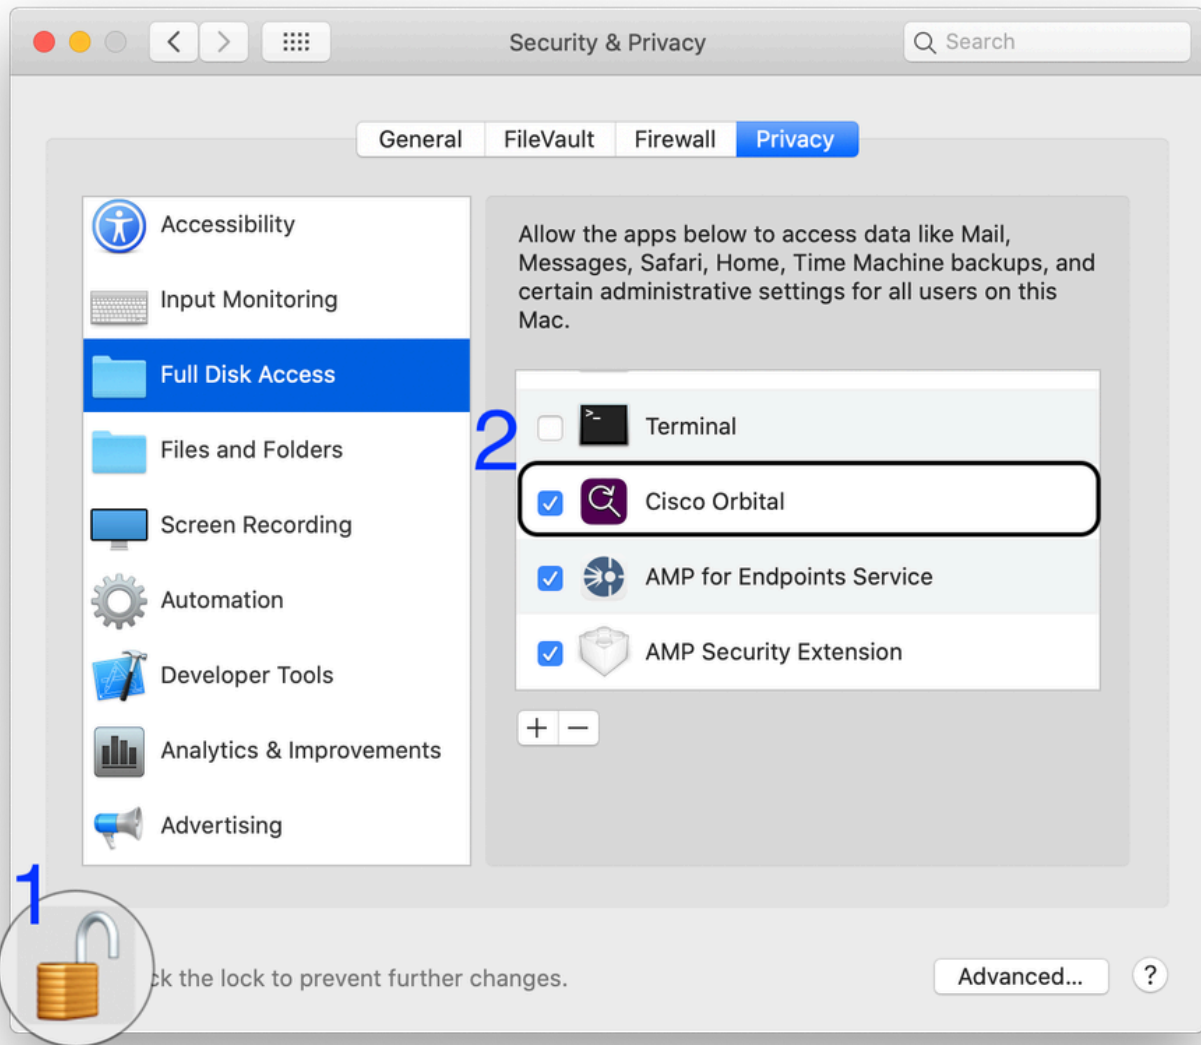 Security & Privacy
Search
General
FileVault
Firewall
Privacy
Accessibility
Input Monitoring
Full Disk Access
Files and Folders
Screen Recording
Automation
Developer Tools
Analytics & Improvements
Advertising
Allow the apps below to access data like Mail,
Messages, Safari, Home, Time Machine backups, and
certain administrative settings for all users on this
Mac.
2
>_
Terminal
Cisco Orbital
AMP for Endpoints Service
AMP Security Extension
+
−
1
ck the lock to prevent further changes.
Advanced...
?